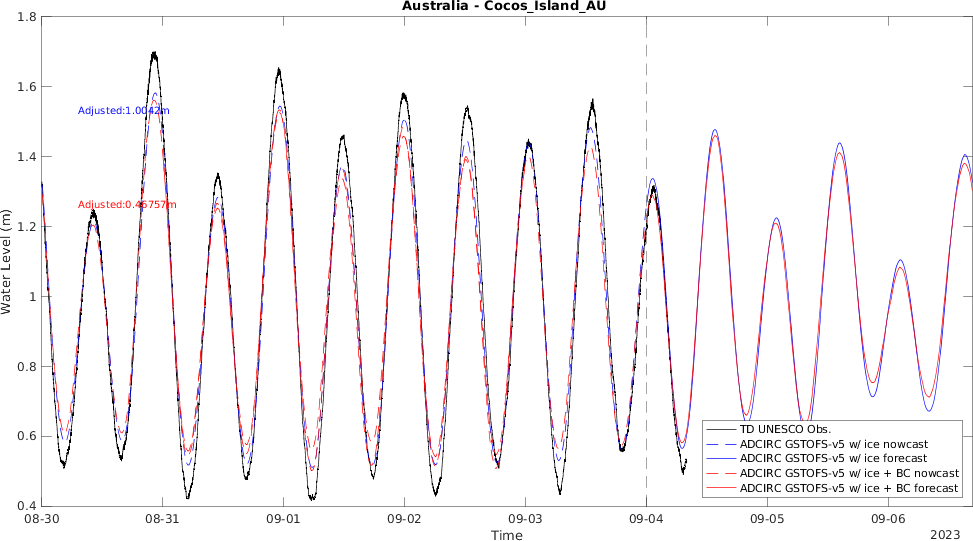 Australia - Cocos_Island_AU
1.8
1.6
1.4
1.2
1
0.8
0.6
0.4
Water Level (m)
Adjusted:1.0042m
Adjusted:0.46757m
TD UNESCO Obs.
ADCIRC GSTOFS-v5 w/ ice nowcast
ADCIRC GSTOFS-v5 w/ ice forecast
ADCIRC GSTOFS-v5 w/ ice + BC nowcast
ADCIRC GSTOFS-v5 w/ ice + BC forecast
08-30 08-31 09-01 09-02 09-03 09-04 09-05 09-06
Time
2023